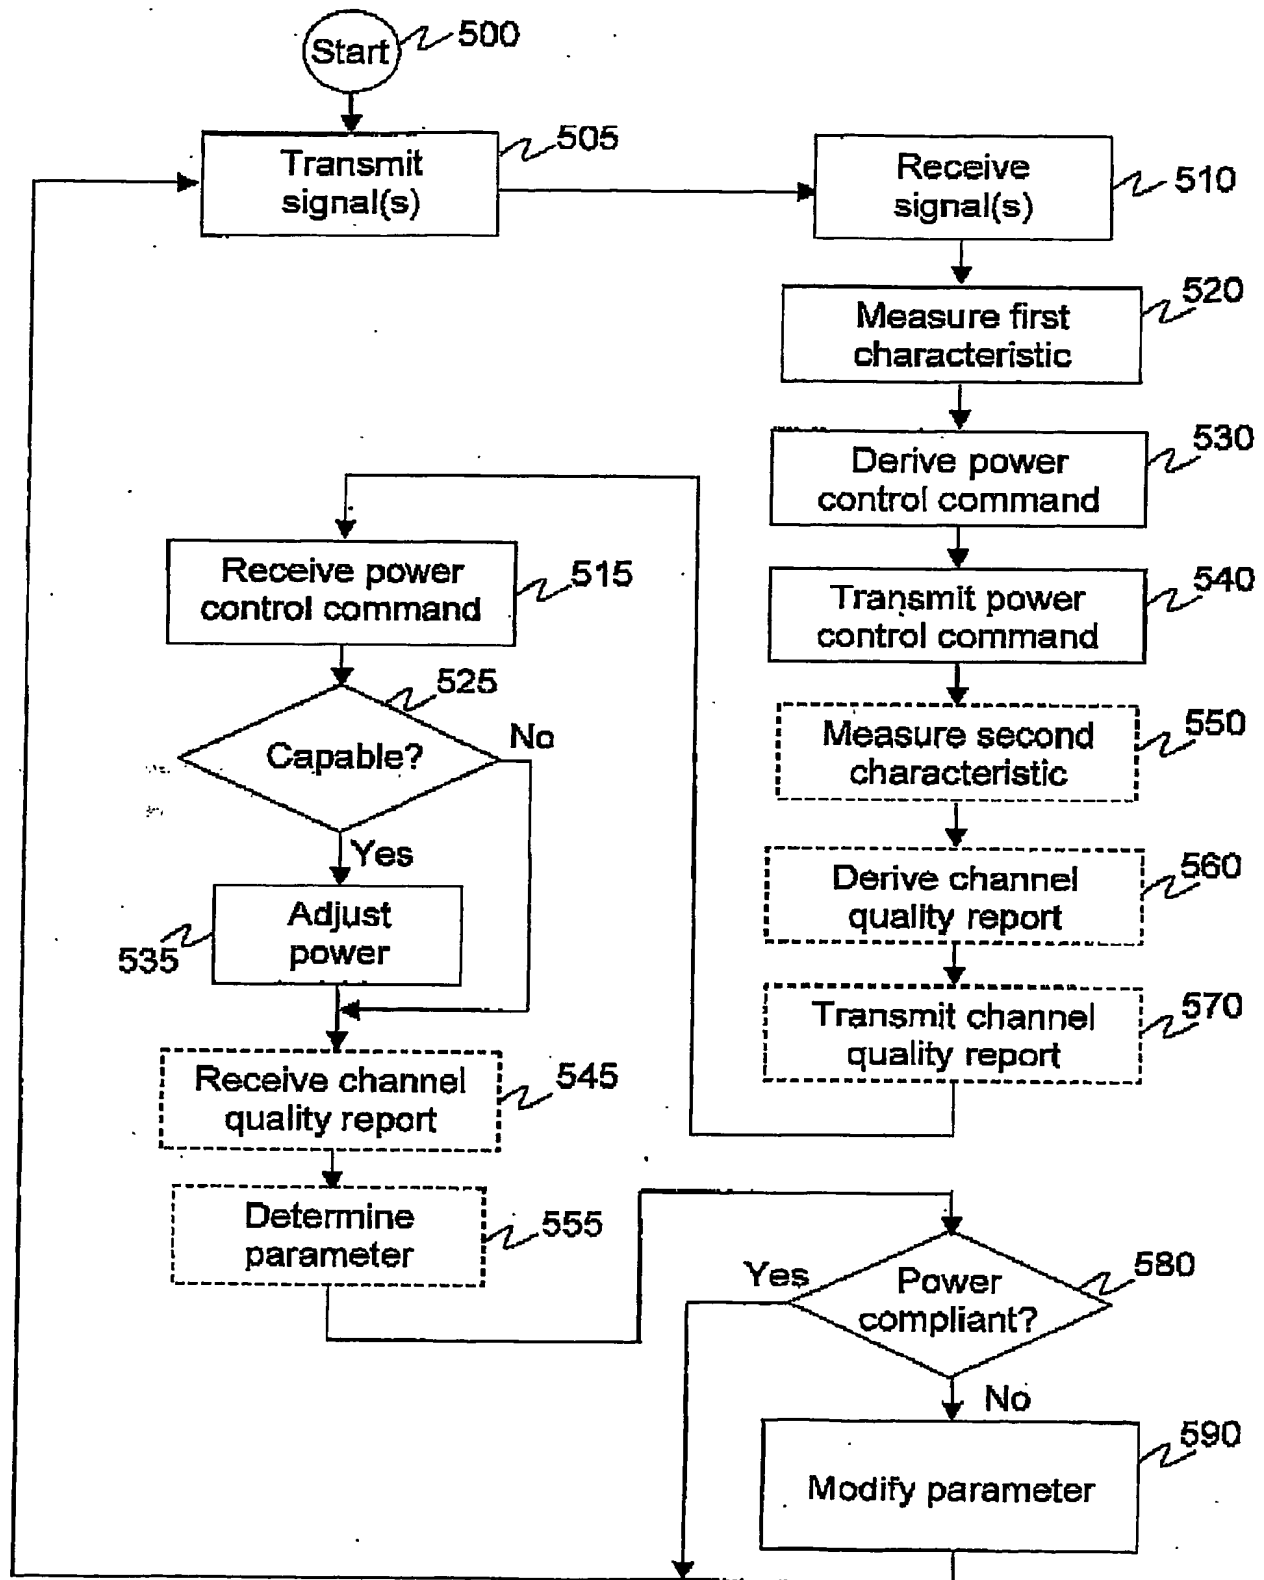 Start
500
Transmit
signal(s)
505
Receive
signal(s)
510
Measure first
characteristic
520
Derive power
control command
530
Transmit power
control command
540
Measure second
characteristic
550
Derive channel
quality report
560
Transmit channel
quality report
570
Receive power
control command
515
Capable?
525
No
Yes
Adjust
power
535
Receive channel
quality report
545
Determine
parameter
555
Power
compliant?
580
Yes
No
Modify parameter
590